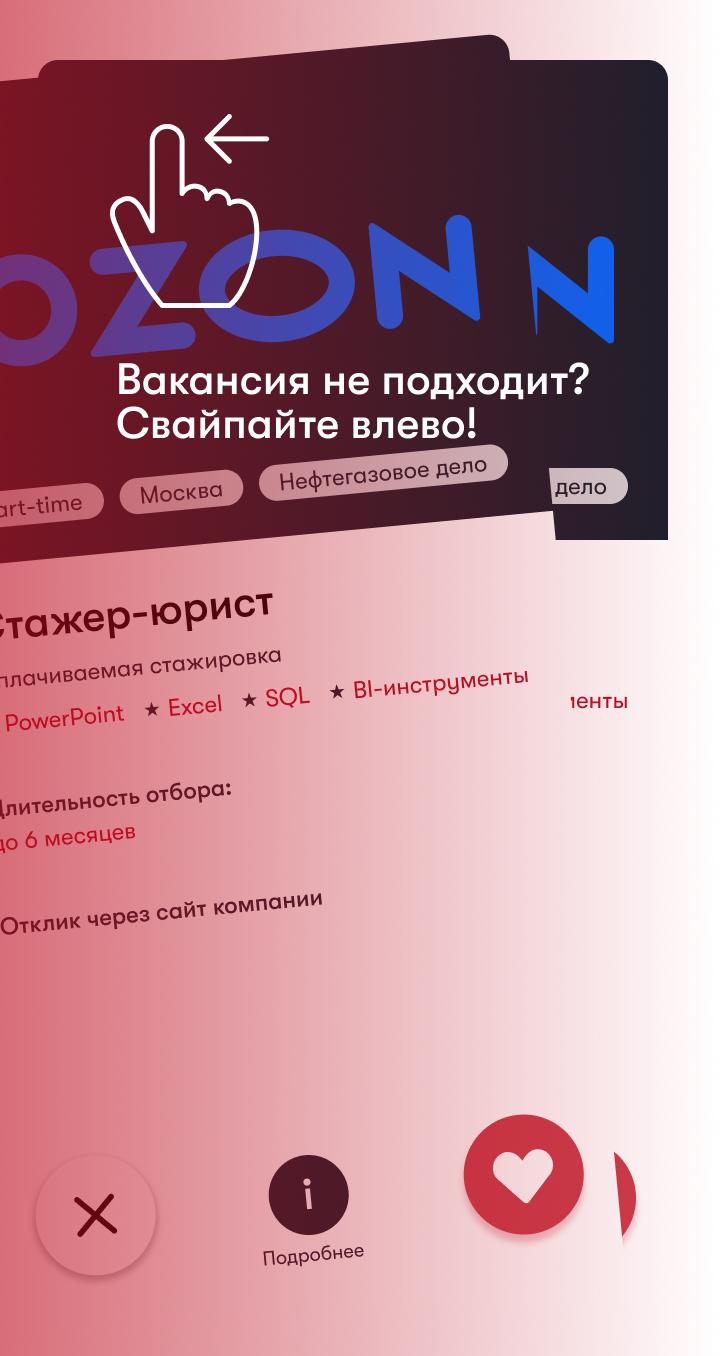 OZON N
Вакансия не подходит?
Свайпайте влево!
art-time Москва Нефтегазовое дело дело
Стажер-юрист
плачиваемая стажировка
PowerPoint ★ Excel ★ SQL ★ BI-инструменты енты
Длительность отбора:
до 6 месяцев
Отклик через сайт компании
i
Подробнее